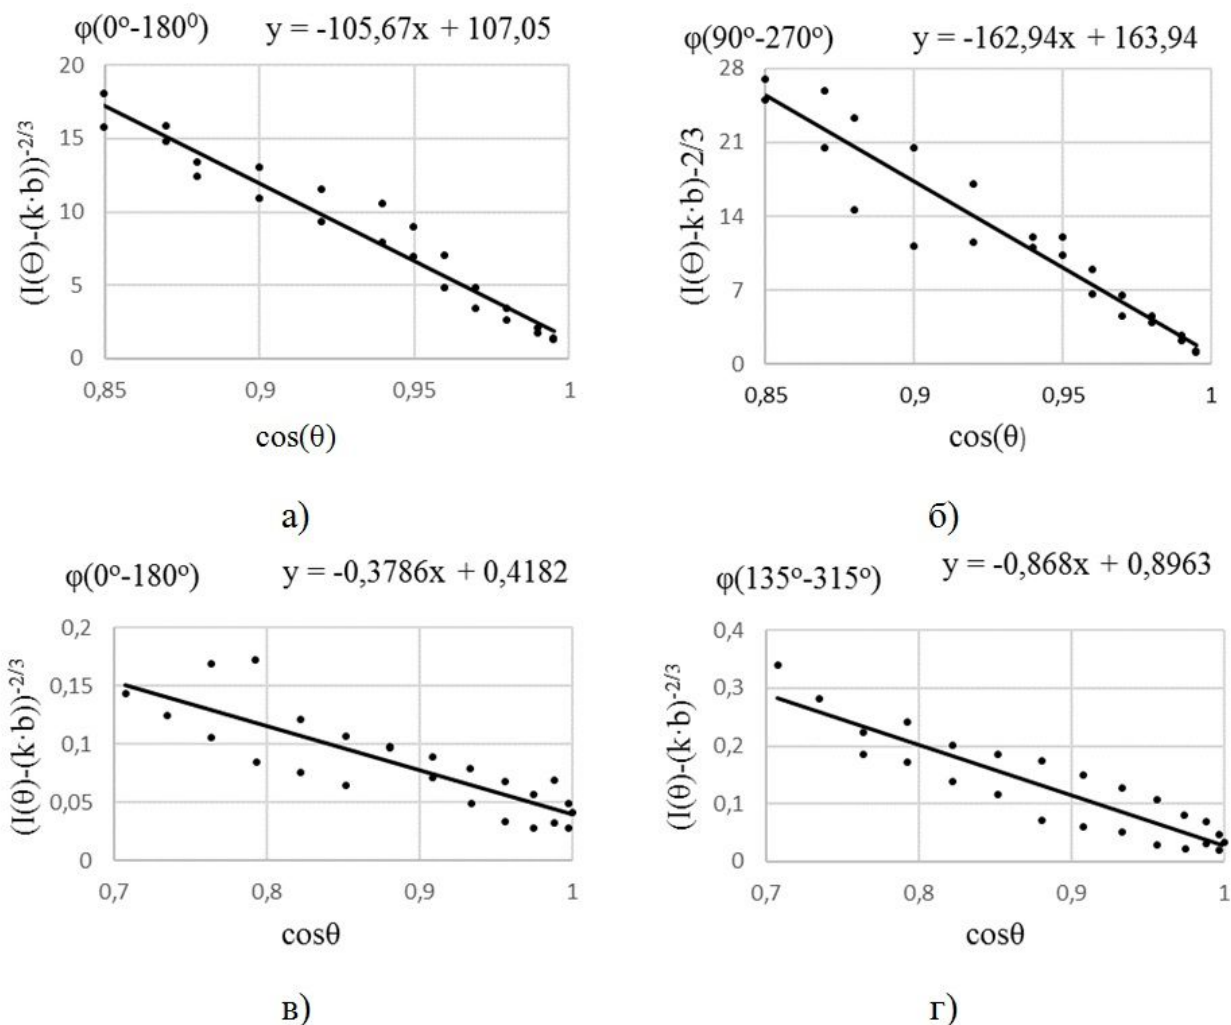 φ(0°-180⁰) y = -105,67x + 107,05
(I(Θ)-(k·b))⁻²/³
20
15
10
5
0
0,85 0,9 0,95 1
cos(θ)
а)
φ(90°-270°) y = -162,94x + 163,94
(I(Θ)-k·b)-2/3
28
21
14
7
0
0,85 0,9 0,95 1
cos(θ)
б)
φ(0°-180°) y = -0,3786x + 0,4182
(I(θ)-(k·b))⁻²/³
0,2
0,15
0,1
0,05
0
0,7 0,8 0,9 1
cosθ
в)
φ(135°-315°) y = -0,868x + 0,8963
(I(θ)-(k·b)⁻²/³
0,4
0,3
0,2
0,1
0
0,7 0,8 0,9 1
cosθ
г)